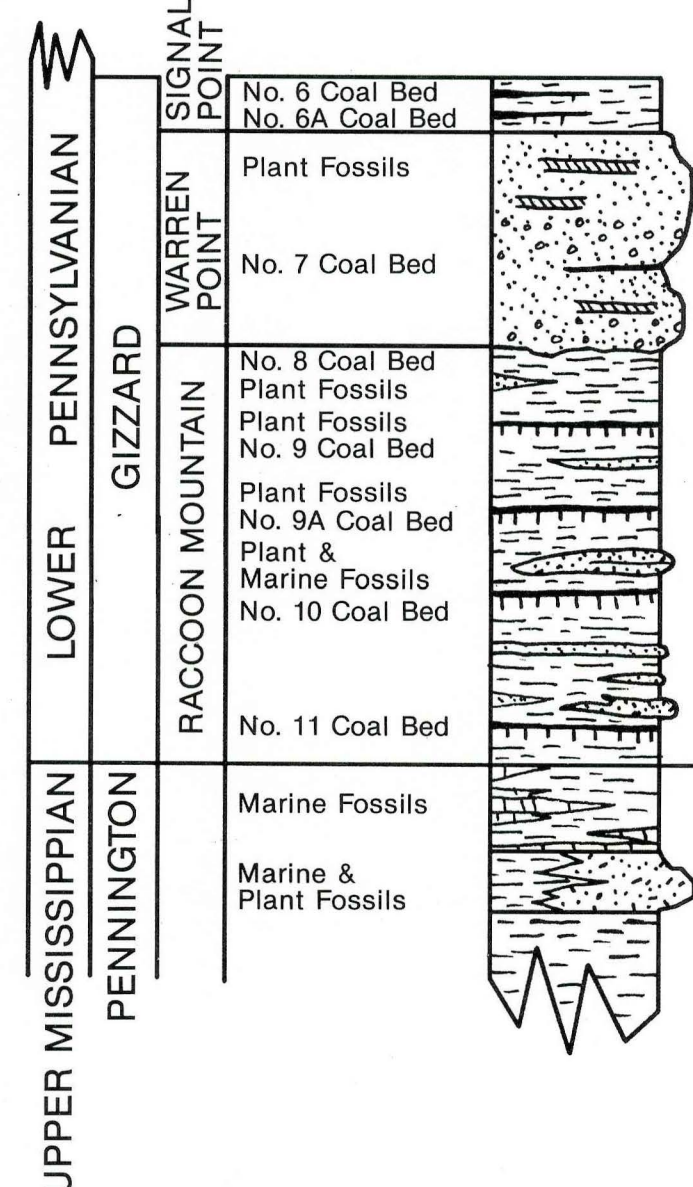 LOWER PENNSYLVANIAN
UPPER MISSISSIPPIAN
GIZZARD
PENNINGTON
SIGNAL
POINT
WARREN
POINT
RACCOON MOUNTAIN
No. 6 Coal Bed
No. 6A Coal Bed
Plant Fossils
No. 7 Coal Bed
No. 8 Coal Bed
Plant Fossils
Plant Fossils
No. 9 Coal Bed
Plant Fossils
No. 9A Coal Bed
Plant &
Marine Fossils
No. 10 Coal Bed
No. 11 Coal Bed
Marine Fossils
Marine &
Plant Fossils